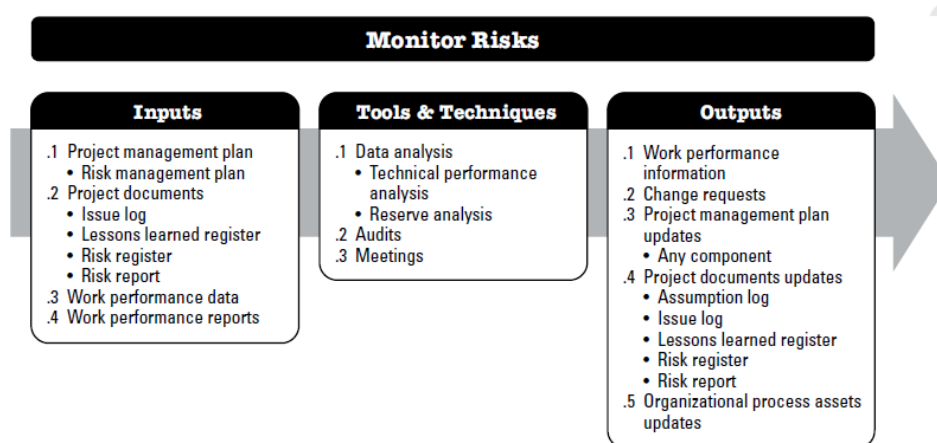 Monitor Risks
Inputs
.1 Project management plan
• Risk management plan
.2 Project documents
• Issue log
• Lessons learned register
• Risk register
• Risk report
.3 Work performance data
.4 Work performance reports
Tools & Techniques
.1 Data analysis
• Technical performance
analysis
• Reserve analysis
.2 Audits
.3 Meetings
Outputs
.1 Work performance
information
.2 Change requests
.3 Project management plan
updates
• Any component
.4 Project documents updates
• Assumption log
• Issue log
• Lessons learned register
• Risk register
• Risk report
.5 Organizational process assets
updates